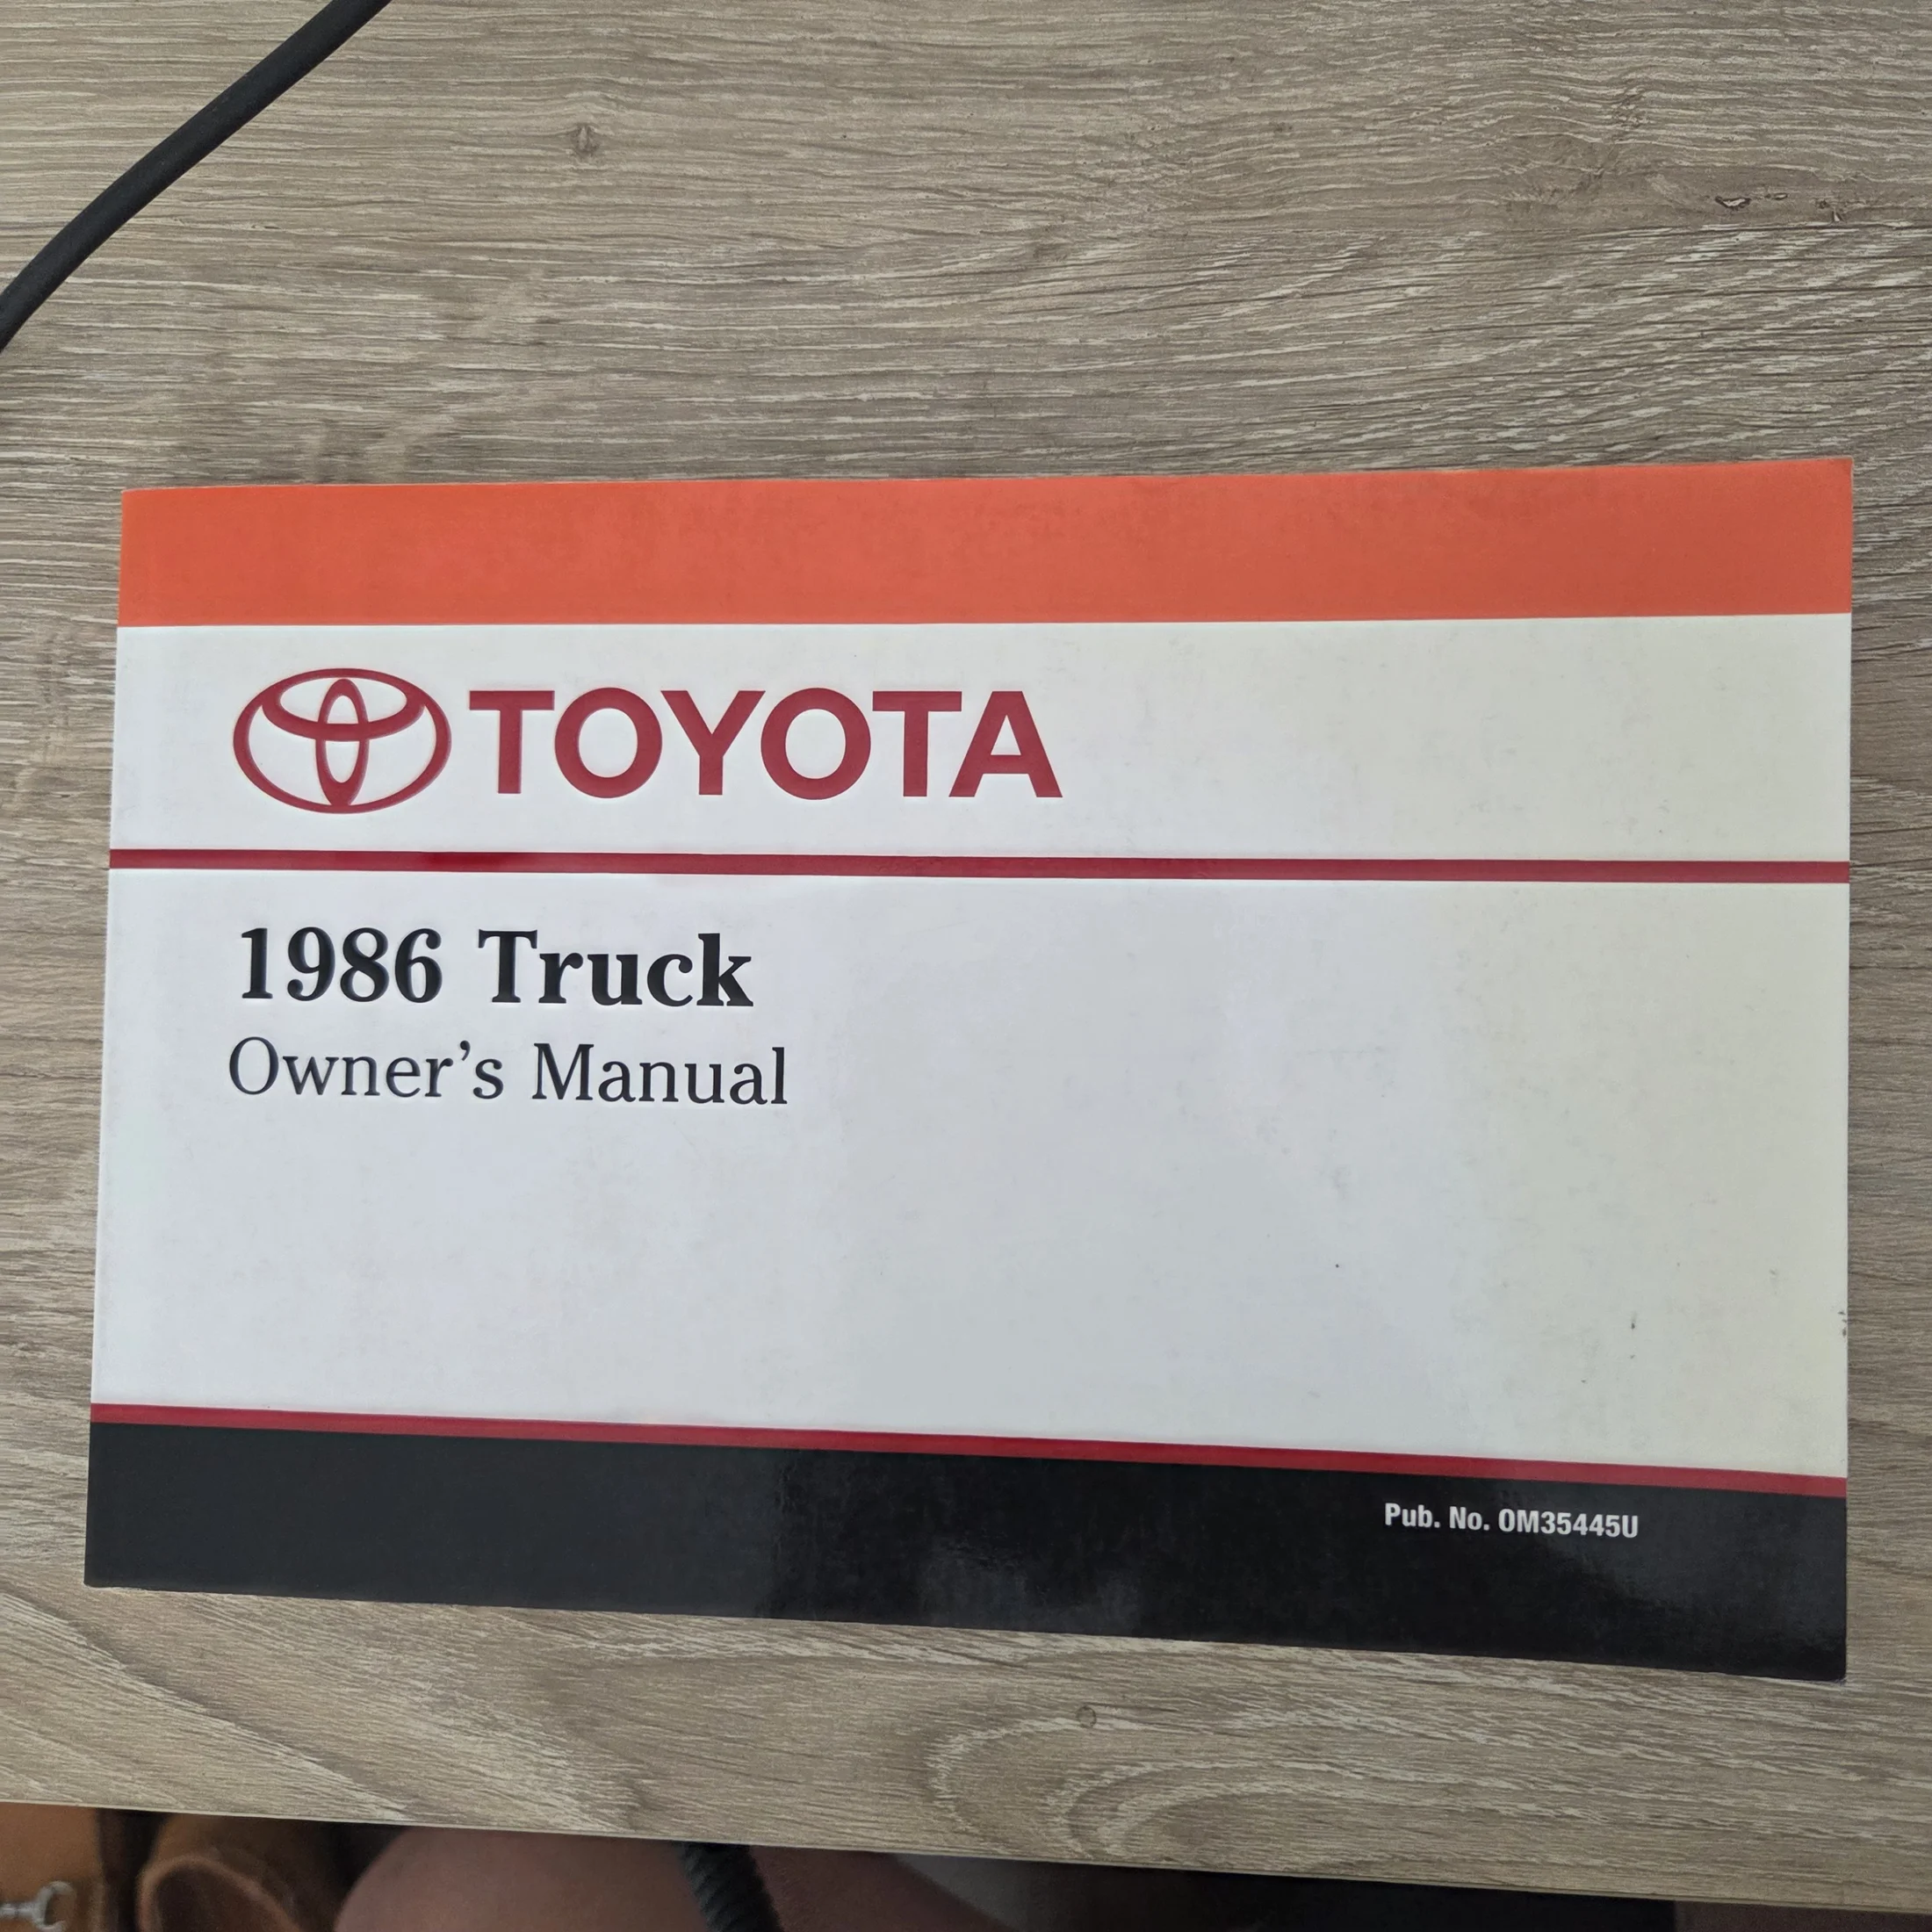 TOYOTA
1986 Truck
Owner's Manual
Pub. No. OM35445U